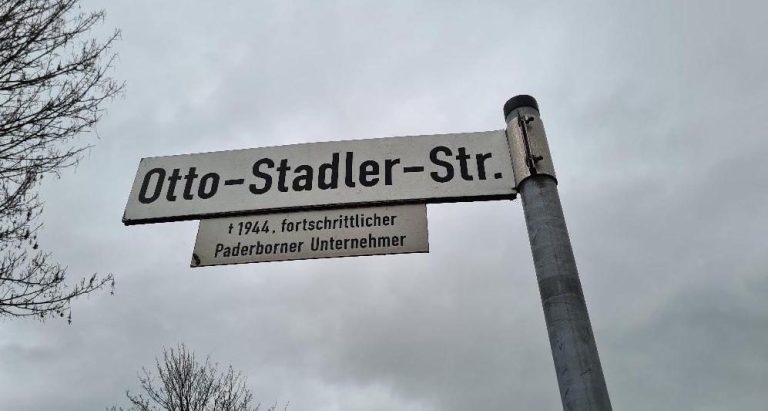 Otto-Stadler-Str.
† 1944, fortschrittlicher
Paderborner Unternehmer